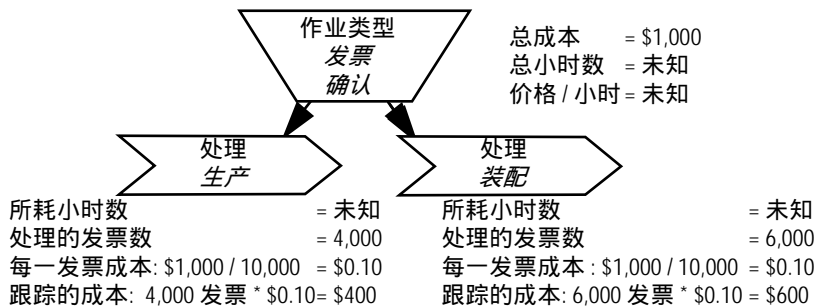 作业类型
发票
确认
总成本 = $1,000
总小时数 = 未知
价格 / 小时 = 未知
处理
生产
处理
装配
所耗小时数 = 未知
处理的发票数 = 4,000
每一发票成本: $1,000 / 10,000 = $0.10
跟踪的成本: 4,000 发票 * $0.10= $400
所耗小时数 = 未知
处理的发票数 = 6,000
每一发票成本 : $1,000 / 10,000 = $0.10
跟踪的成本: 6,000 发票 * $0.10 = $600